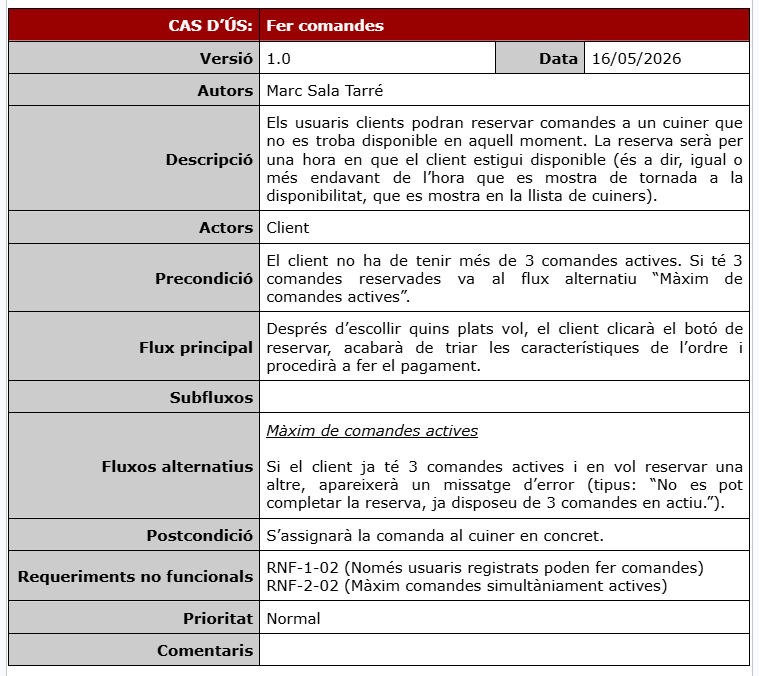 CAS D’ÚS: Fer comandes
Versió 1.0 Data 16/05/2026
Autors Marc Sala Tarré
Descripció
Els usuaris clients podran reservar comandes a un cuiner que
no es troba disponible en aquell moment. La reserva serà per
una hora en que el client estigui disponible (és a dir, igual o
més endavant de l’hora que es mostra de tornada a la
disponibilitat, que es mostra en la llista de cuiners).
Actors Client
Precondició
El client no ha de tenir més de 3 comandes actives. Si té 3
comandes reservades va al flux alternatiu “Màxim de
comandes actives”.
Flux principal
Després d’escollir quins plats vol, el client clicarà el botó de
reservar, acabarà de triar les característiques de l’ordre i
procedirà a fer el pagament.
Subfluxos
Fluxos alternatius
Màxim de comandes actives
Si el client ja té 3 comandes actives i en vol reservar una
altre, apareixerà un missatge d’error (tipus: “No es pot
completar la reserva, ja disposeu de 3 comandes en actiu.”).
Postcondició S’assignarà la comanda al cuiner en concret.
Requeriments no funcionals
RNF-1-02 (Només usuaris registrats poden fer comandes)
RNF-2-02 (Màxim comandes simultàniament actives)
Prioritat Normal
Comentaris